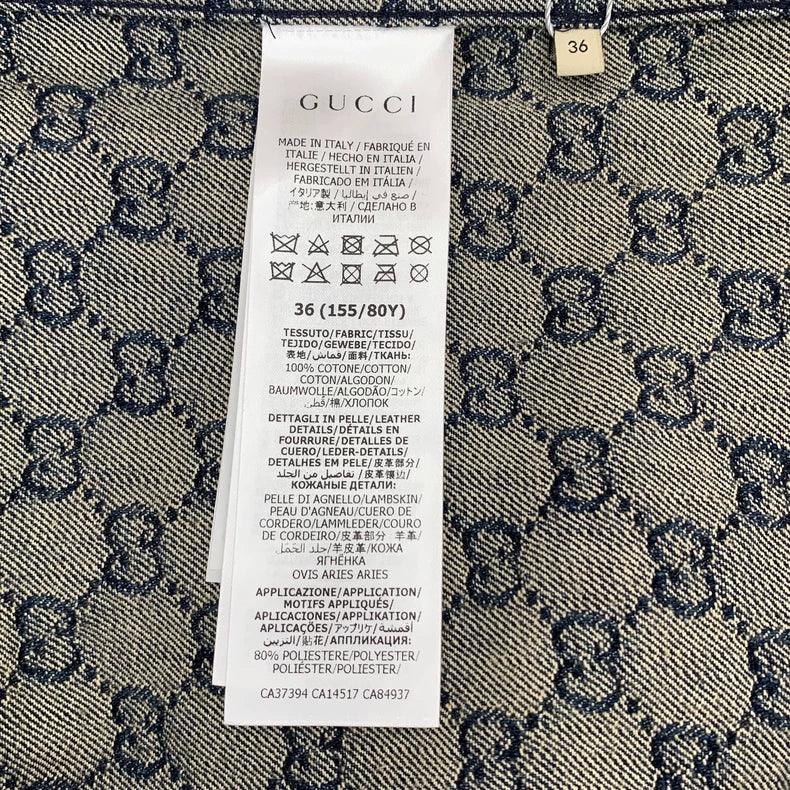 36
GUCCI
MADE IN ITALY / FABRIQUÉ EN
ITALIE / HECHO EN ITALIA /
HERGESTELLT IN ITALIEN /
FABRICADO EM ITÁLIA /
イタリア製 / صنع في إيطاليا /
产地:意大利 / СДЕЛАНО В
ИТАЛИИ
36 (155/80Y)
TESSUTO/FABRIC/TISSU/
TEJIDO/GEWEBE/TECIDO/
表地/قماش/面料/ТКАНЬ:
100% COTONE/COTTON/
COTON/ALGODON/
BAUMWOLLE/ALGODÃO/コットン/
قطن/棉/ХЛОПОК
DETTAGLI IN PELLE/LEATHER
DETAILS/DÉTAILS EN
FOURRURE/DETALLES DE
CUERO/LEDER-DETAILS/
DETALHES EM PELE/皮革部分/
تفاصيل من الجلد/皮革镶边/
КОЖАНЫЕ ДЕТАЛИ:
PELLE DI AGNELLO/LAMBSKIN/
PEAU D'AGNEAU/CUERO DE
CORDERO/LAMMLEDER/COURO
DE CORDEIRO/皮革部分 羊革/
جلد الحَمَل/羊皮革/КОЖА
ЯГНЁНКА
OVIS ARIES ARIES
APPLICAZIONE/APPLICATION/
MOTIFS APPLIQUÉS/
APLICACIONES/APPLIKATION/
APLICAÇÕES/アップリケ/أقمشة
التزيين/貼花/АППЛИКАЦИЯ:
80% POLIESTERE/POLYESTER/
POLIÉSTER/POLIESTER/
CA37394 CA14517 CA84937